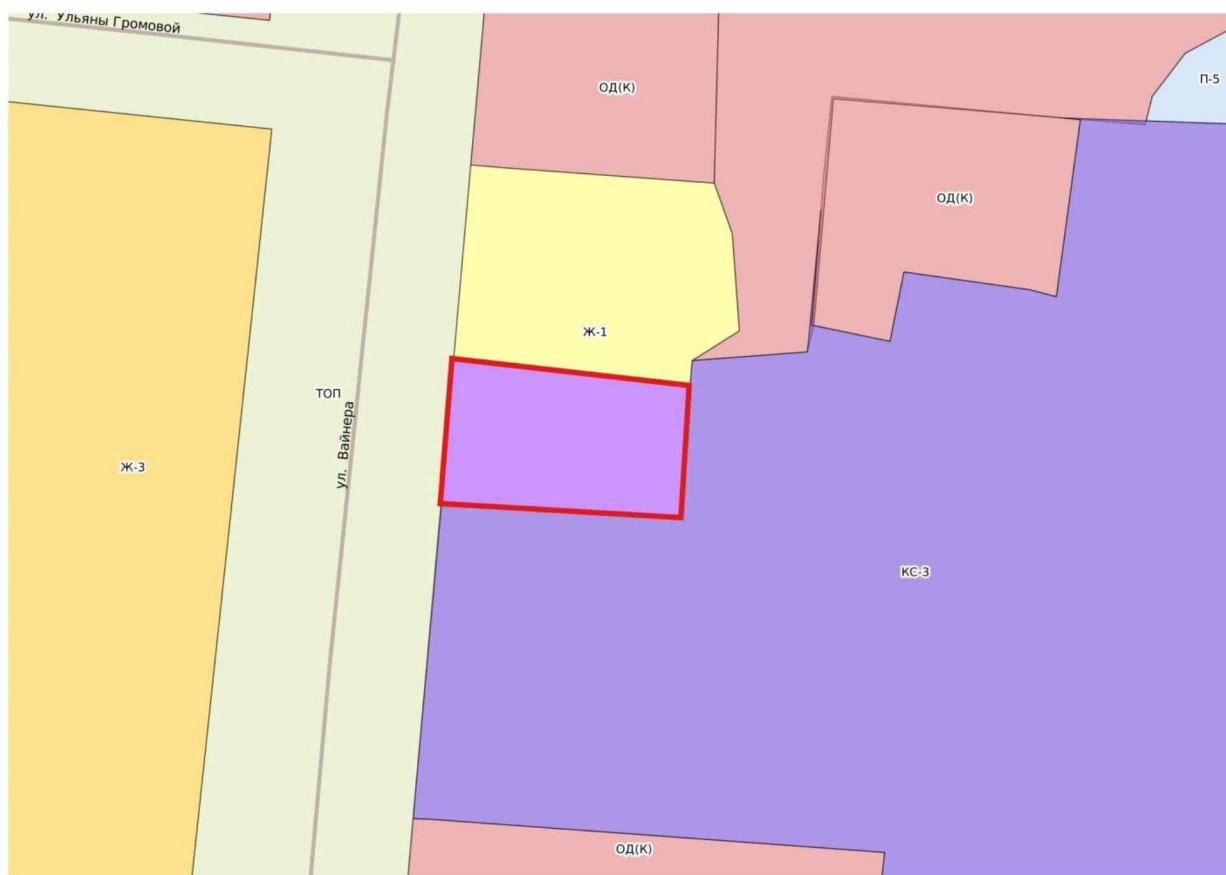 ул. Ульяны Громовой
ОД(К)
П-5
ОД(К)
Ж-1
ТОП
ул. Вайнера
Ж-3
КС-3
ОД(К)